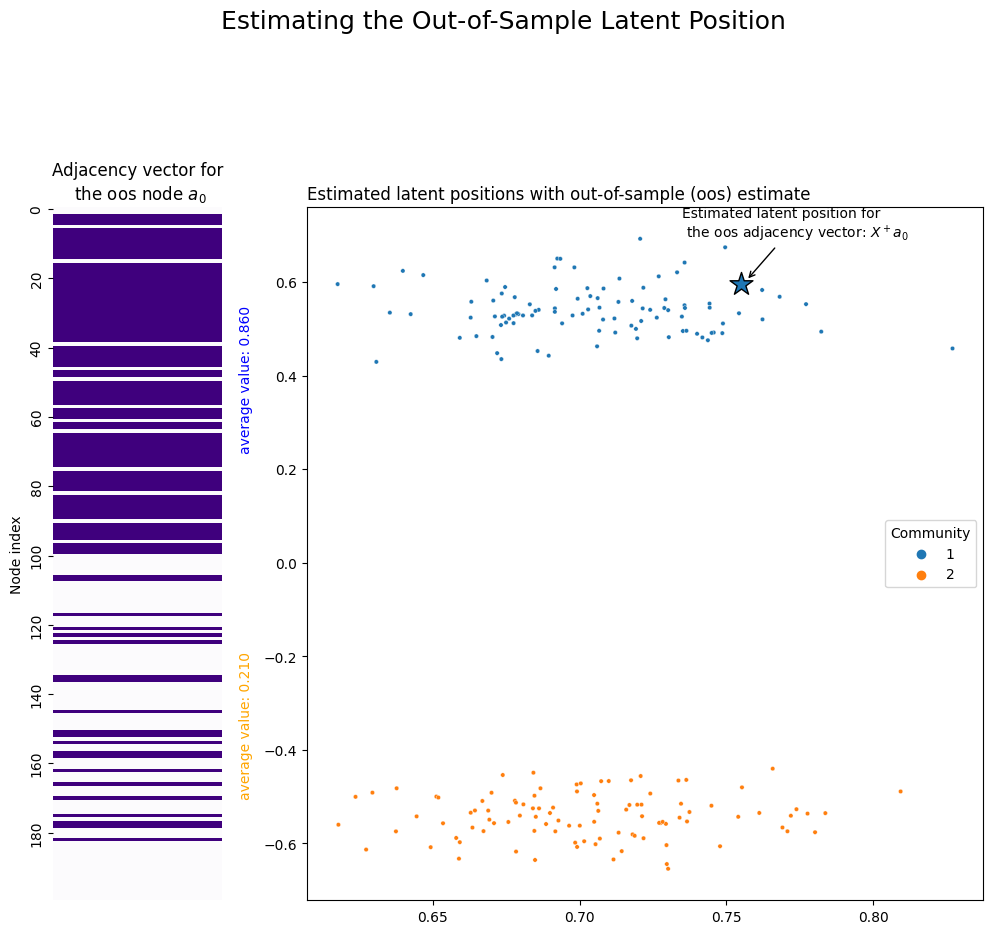 Estimating the Out-of-Sample Latent Position
Adjacency vector for
the oos node a₀
Node index
0
20
40
60
80
100
120
140
160
180
average value: 0.860
average value: 0.210
Estimated latent positions with out-of-sample (oos) estimate
Estimated latent position for
the oos adjacency vector: X⁺a₀
0.6
0.4
0.2
0.0
−0.2
−0.4
−0.6
0.65
0.70
0.75
0.80
Community
1
2